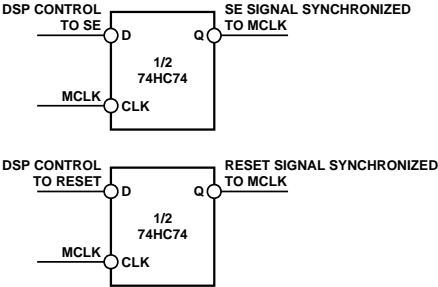 DSP CONTROL
TO SE
SE SIGNAL SYNCHRONIZED
TO MCLK
D
Q
1/2
74HC74
MCLK
CLK
DSP CONTROL
TO RESET
RESET SIGNAL SYNCHRONIZED
TO MCLK
D
Q
1/2
74HC74
MCLK
CLK